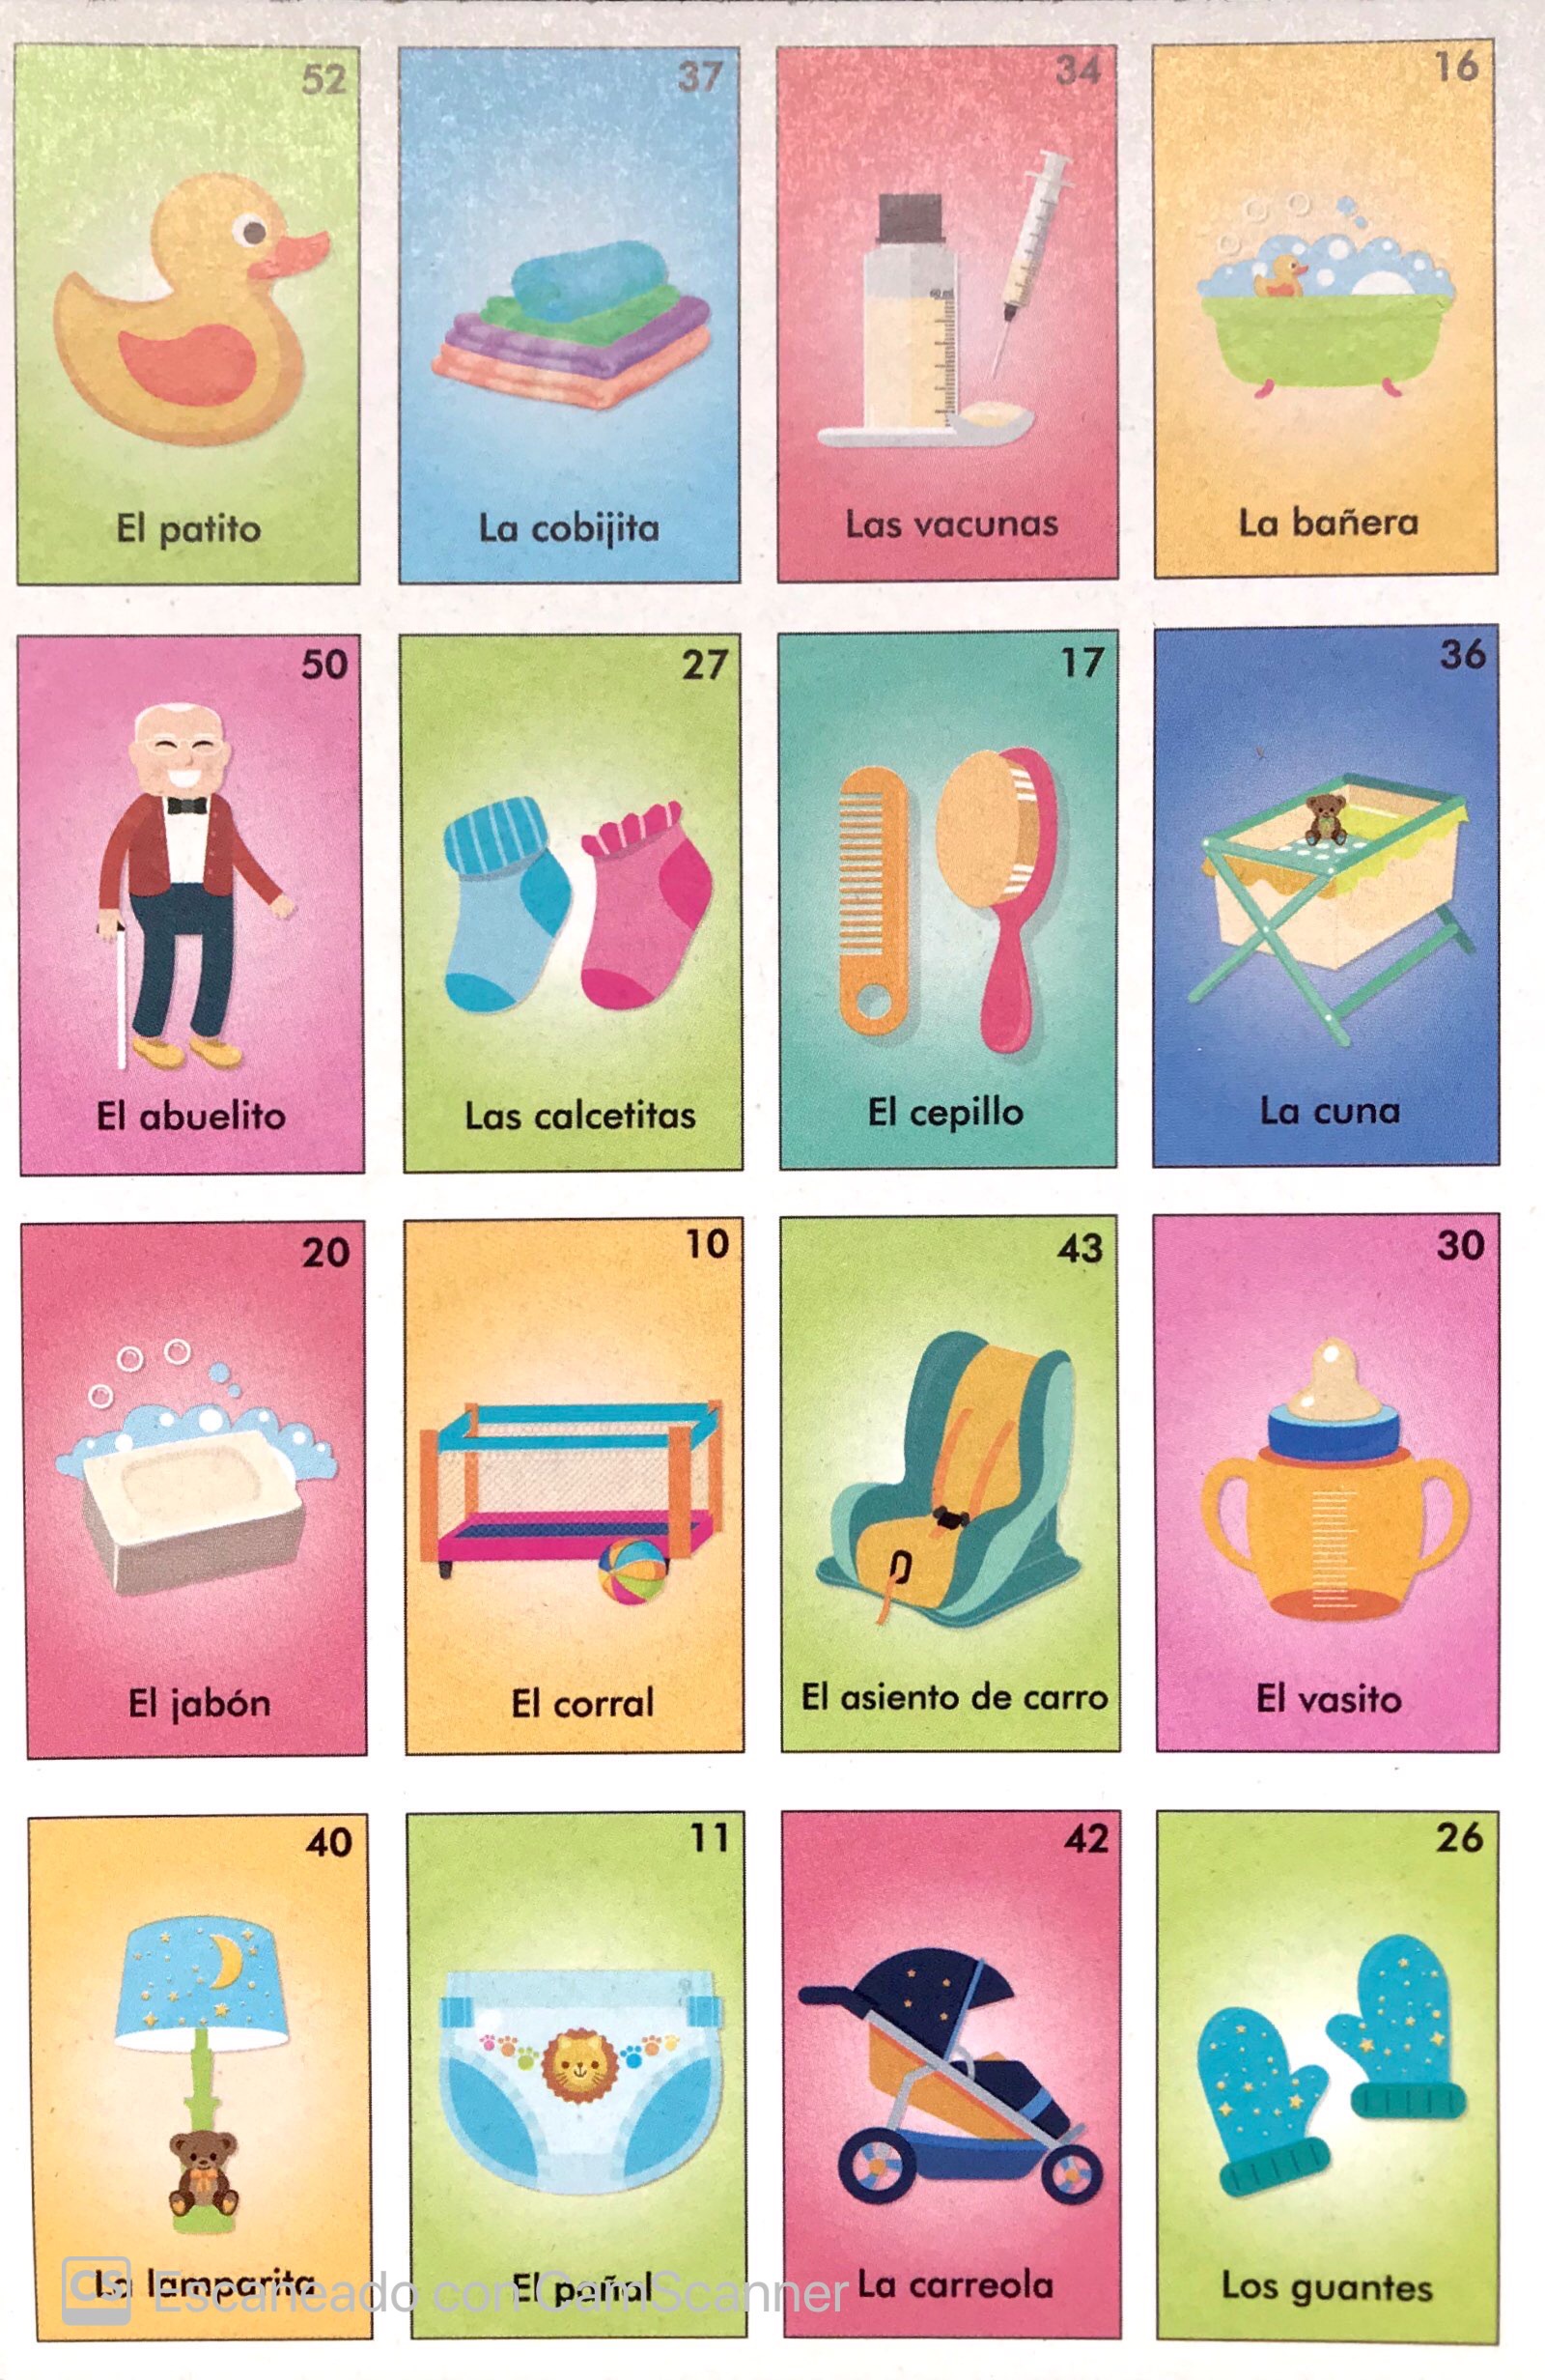 52
El patito
37
La cobijita
34
Las vacunas
16
La bañera
50
El abuelito
27
Las calcetitas
17
El cepillo
36
La cuna
20
El jabón
10
El corral
43
El asiento de carro
30
El vasito
40
La lamparita
11
El pañal
42
La carreola
26
Los guantes
CS Escaneado con CamScanner